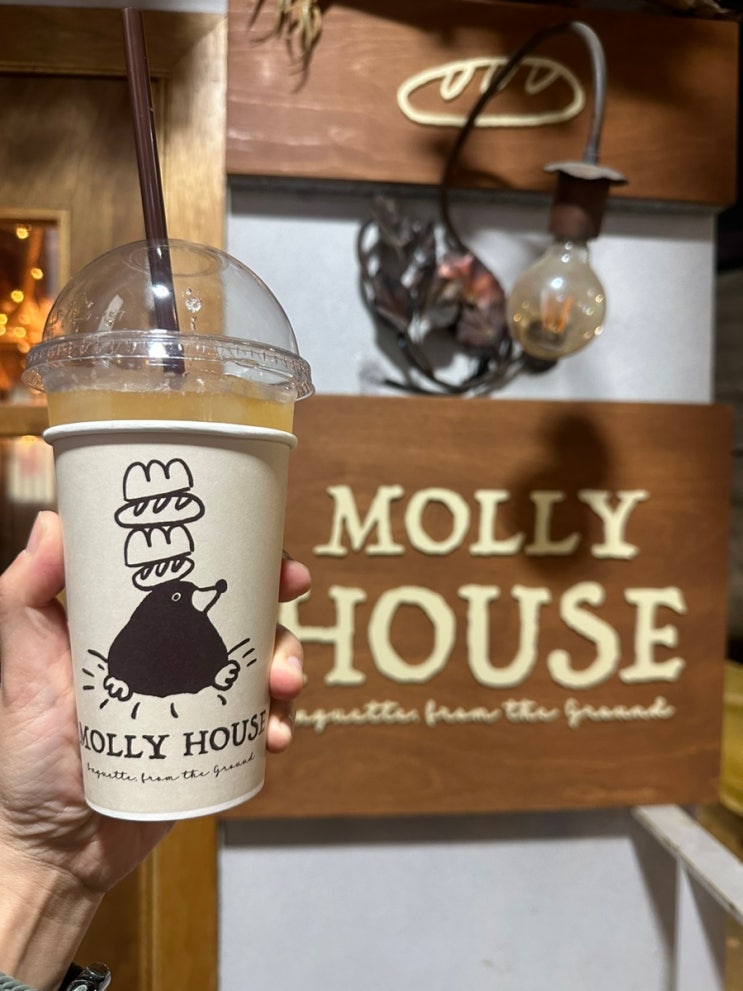 MOLLY
HOUSE
Baguette, from the Ground
MOLLY HOUSE
Baguette, from the Ground